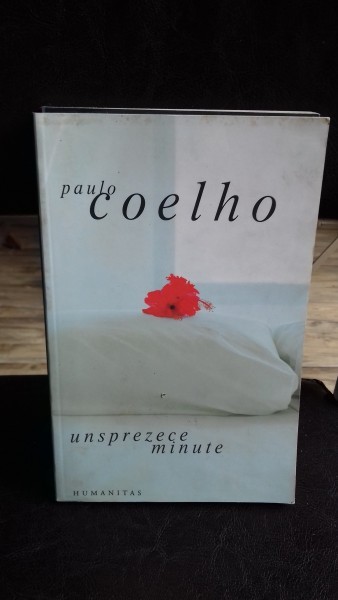 paulo
coelho
unsprezece
minute
HUMANITAS